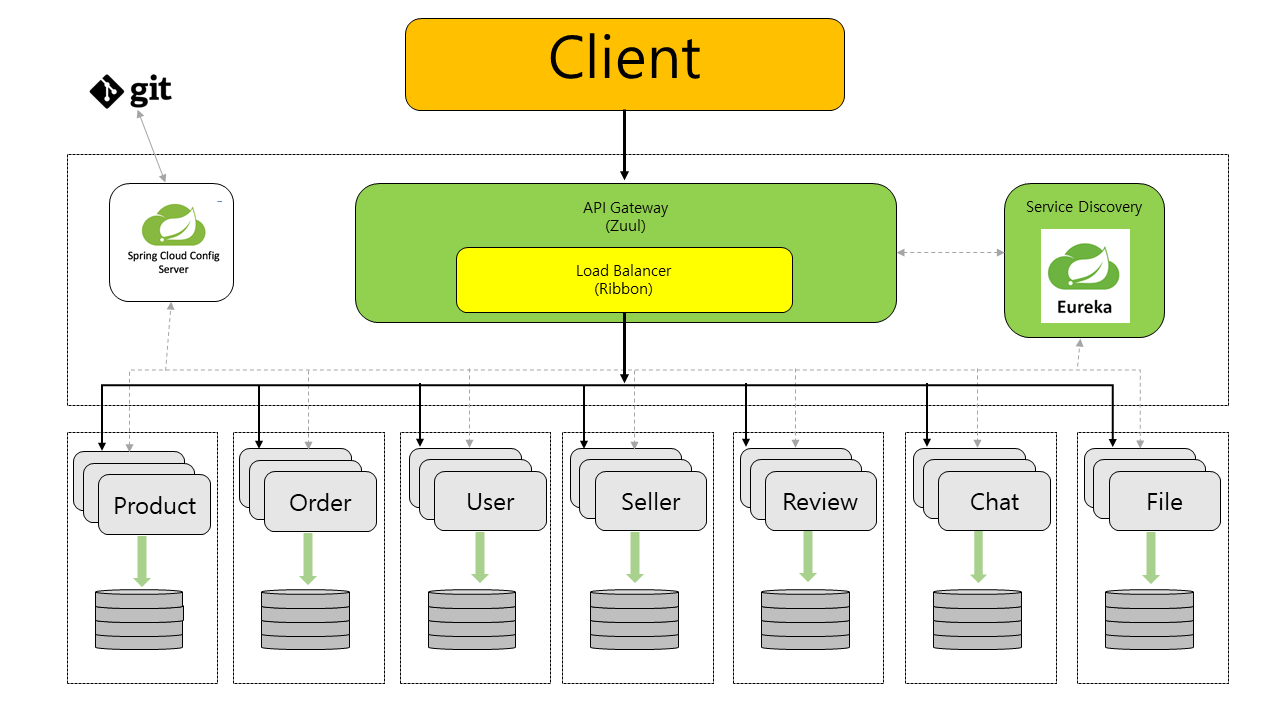 Client
git
API Gateway
(Zuul)
Load Balancer
(Ribbon)
Service Discovery
Eureka
Spring Cloud Config
Server
Product
Order
User
Seller
Review
Chat
File